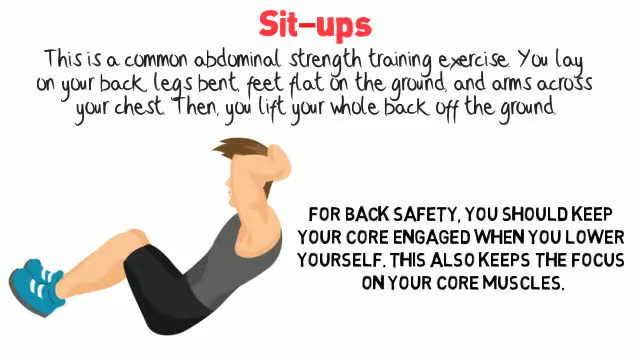 Sit-ups
This is a common abdominal strength training exercise. You lay
on your back, legs bent, feet flat on the ground, and arms across
your chest. Then, you lift your whole back off the ground.
FOR BACK SAFETY, YOU SHOULD KEEP
YOUR CORE ENGAGED WHEN YOU LOWER
YOURSELF. THIS ALSO KEEPS THE FOCUS
ON YOUR CORE MUSCLES.